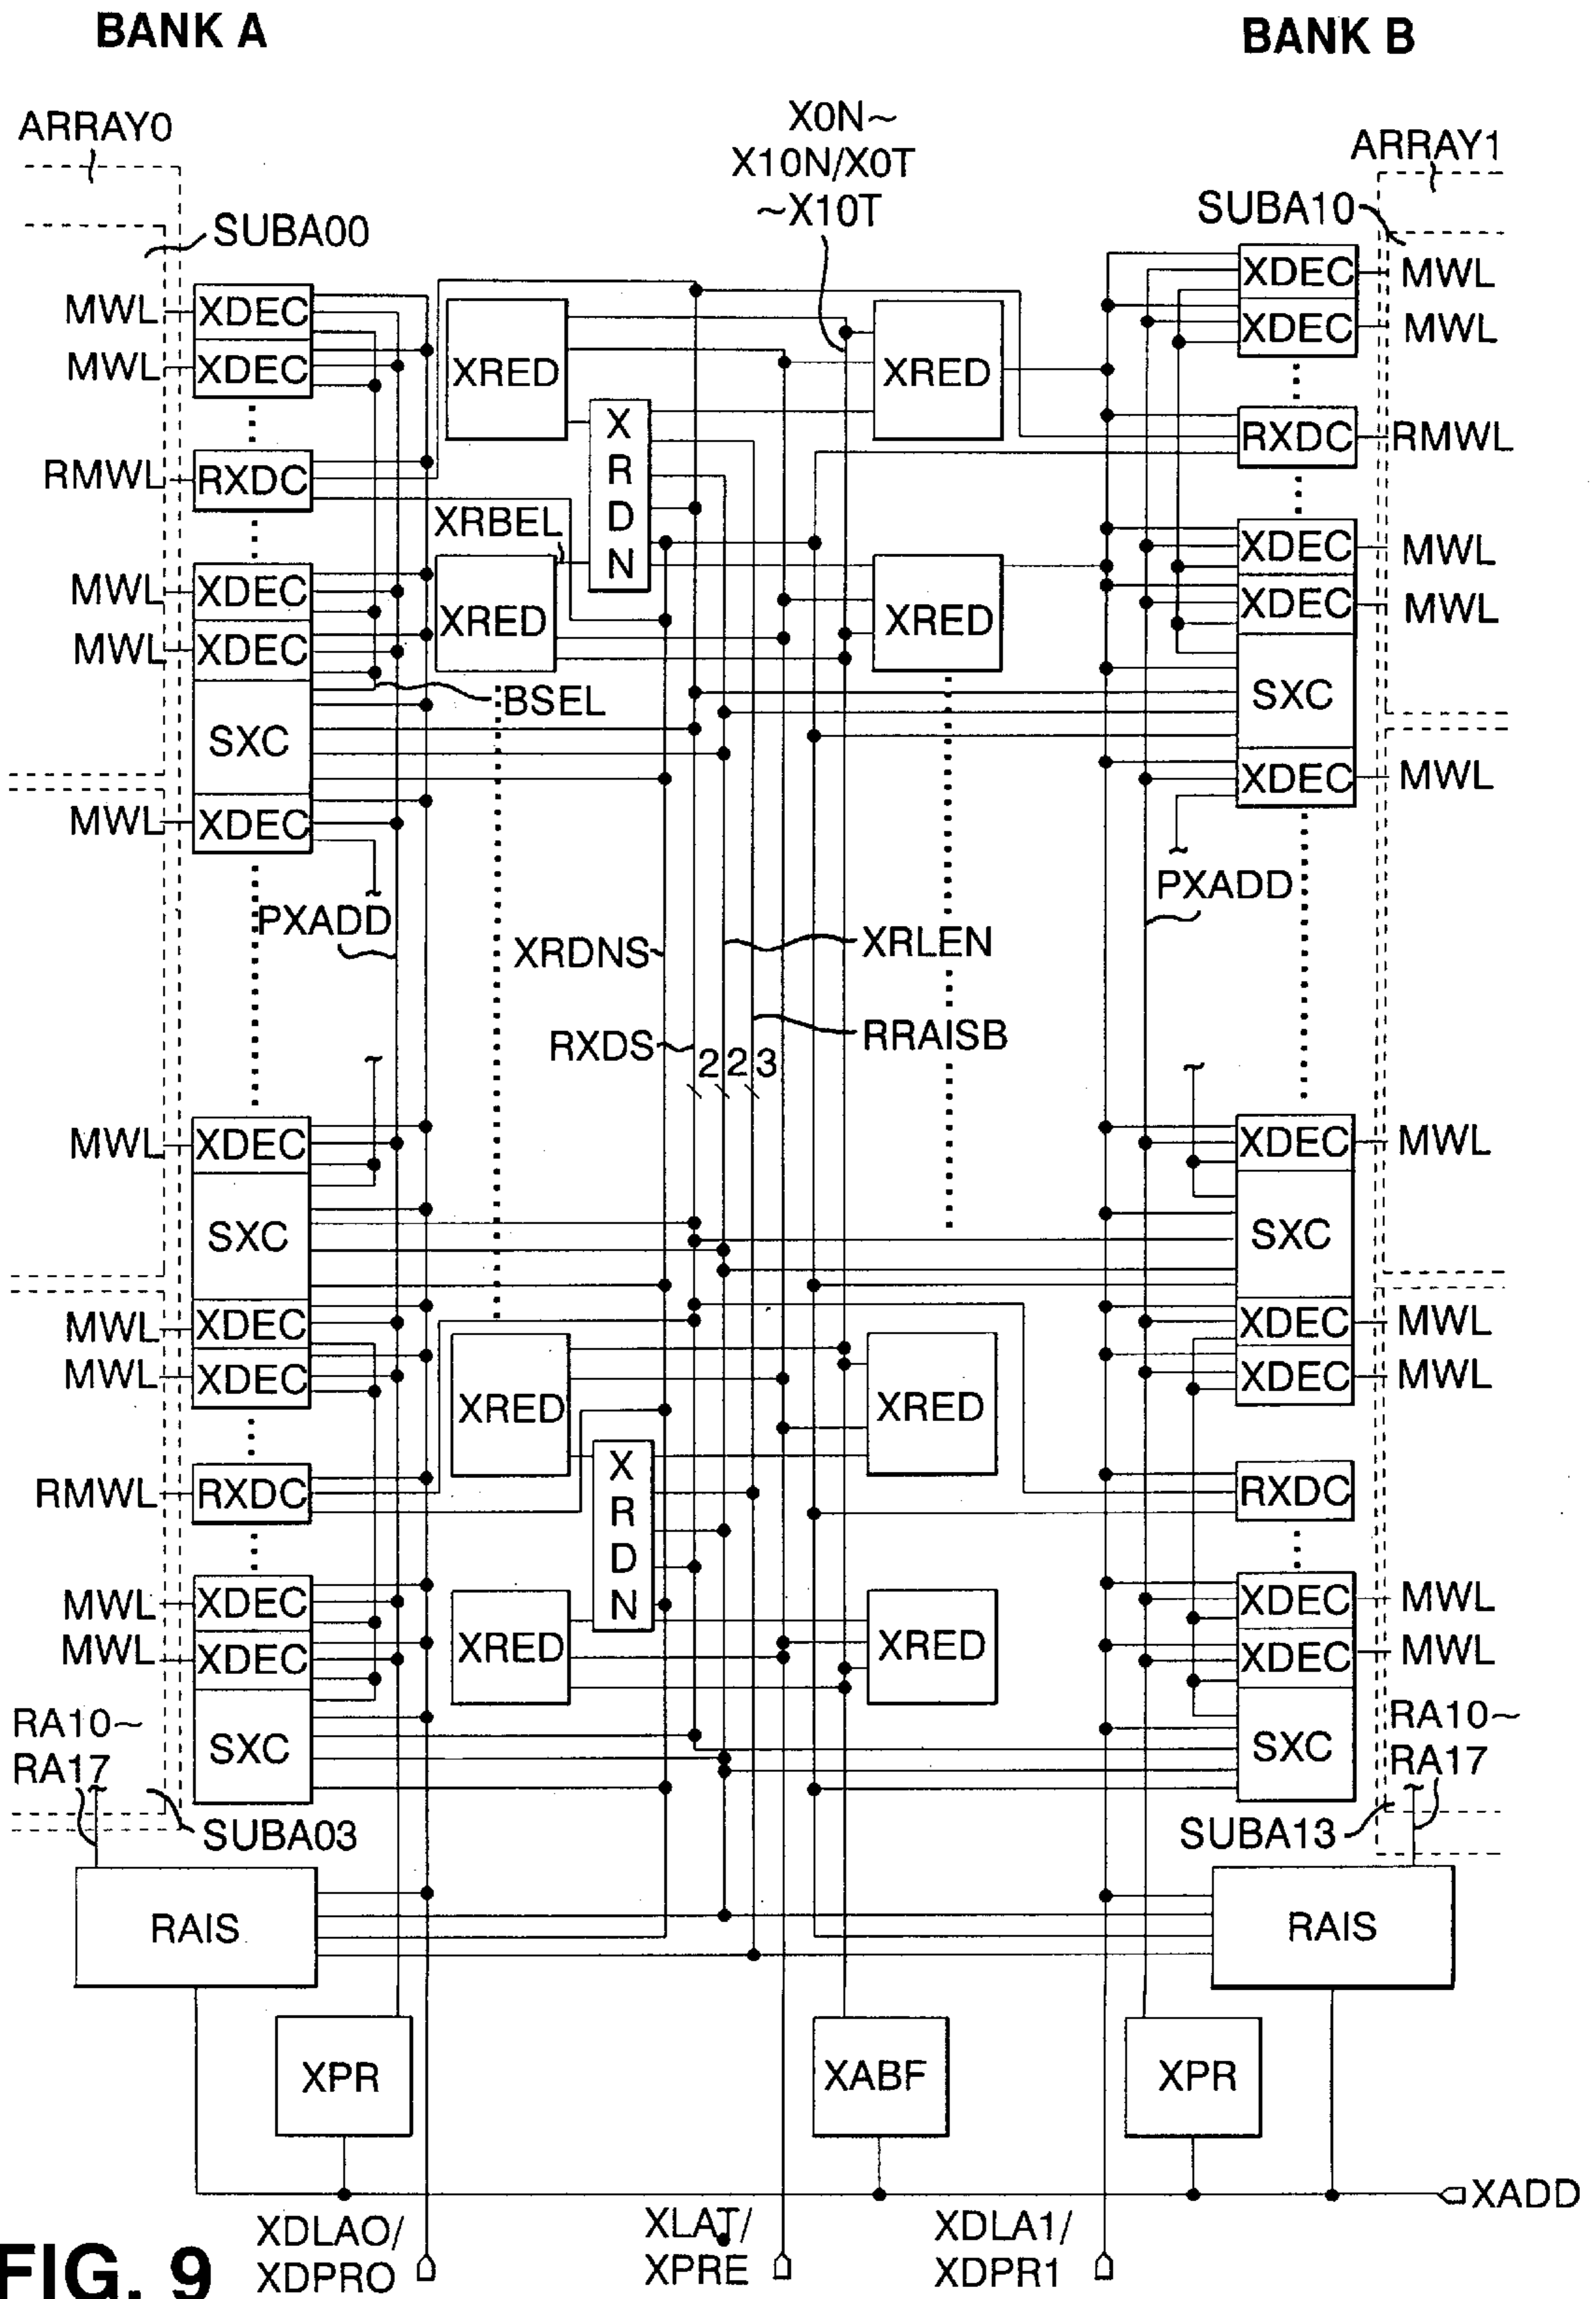 BANK A
BANK B
ARRAY0
X0N~
X10N/X0T
~X10T
ARRAY1
SUBA00
SUBA10
MWL XDEC
MWL XDEC
XRED
XRED
XDEC MWL
XDEC MWL
RMWL RXDC
X
R
D
N
RXDC RMWL
XRBEL
MWL XDEC
MWL XDEC
XRED
XRED
XDEC MWL
XDEC MWL
SXC
BSEL
SXC
MWL XDEC
XDEC MWL
PXADD
PXADD
XRDNS
XRLEN
RXDS
2 2 3
RRAISB
MWL XDEC
XDEC MWL
SXC
SXC
MWL XDEC
MWL XDEC
XDEC MWL
XDEC MWL
XRED
XRED
RMWL RXDC
X
R
D
N
RXDC
MWL XDEC
MWL XDEC
XRED
XRED
XDEC MWL
XDEC MWL
RA10~
RA17
SXC
SXC
RA10~
RA17
SUBA03
SUBA13
RAIS
RAIS
XPR
XABF
XPR
XADD
XDLAO/
XDPRO
XLAT/
XPRE
XDLA1/
XDPR1
FIG. 9